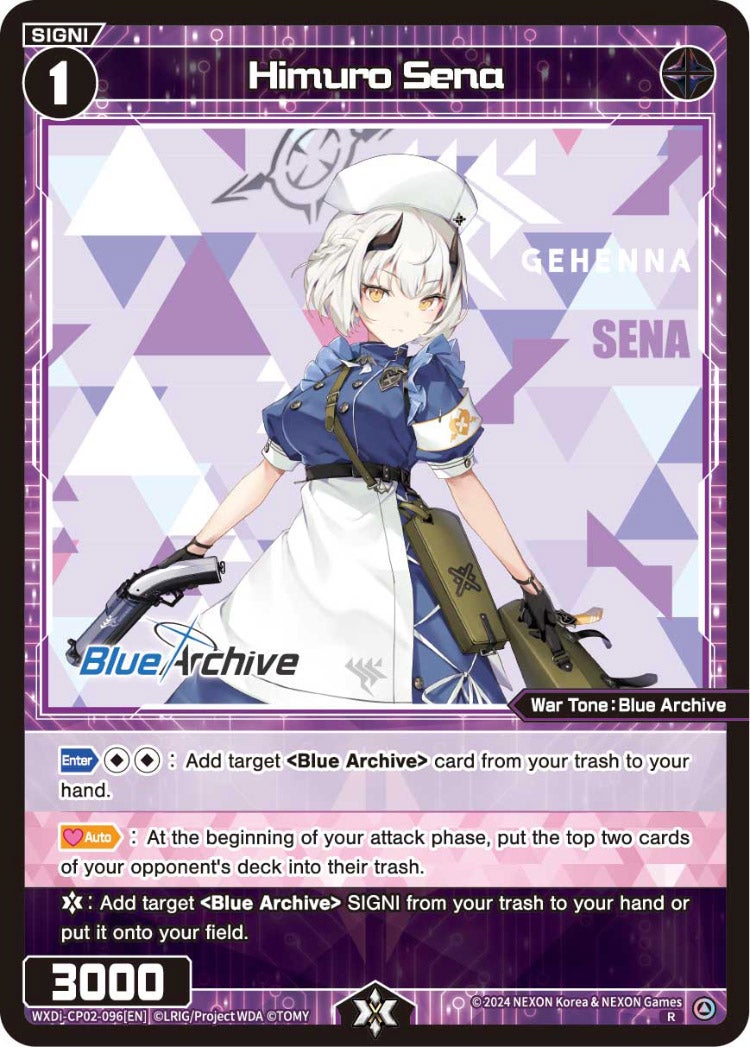 SIGNI
1
Himuro Sena
GEHENNA
SENA
Blue Archive
War Tone:Blue Archive
Enter : Add target <Blue Archive> card from your trash to your
hand.
Auto : At the beginning of your attack phase, put the top two cards
of your opponent's deck into their trash.
: Add target <Blue Archive> SIGNI from your trash to your hand or
put it onto your field.
3000
WXDi-CP02-096[EN] ©LRIG/Project WDA ©TOMY
©2024 NEXON Korea & NEXON Games
R